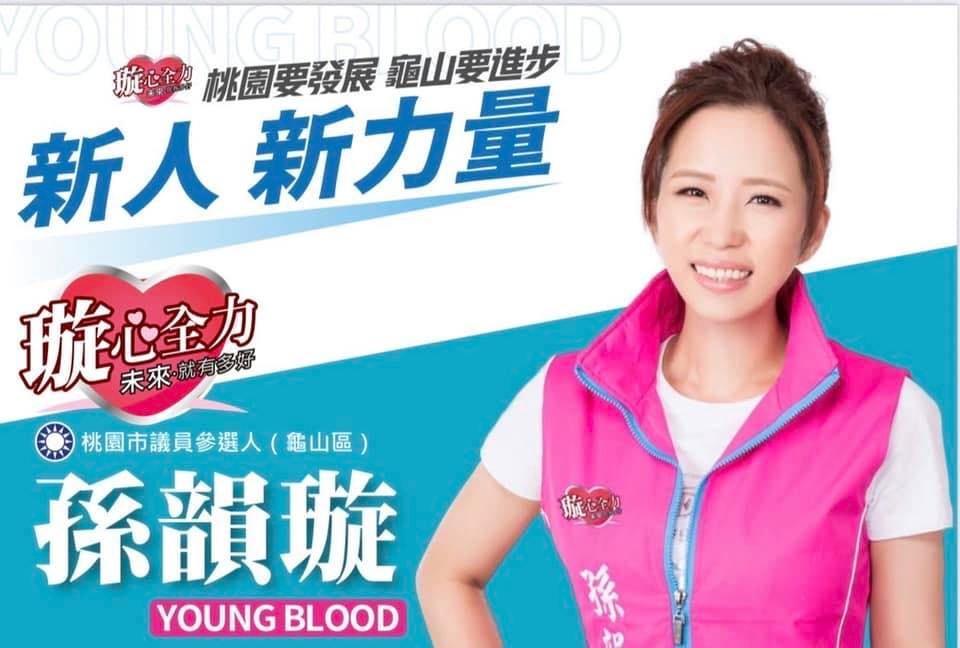 YOUNG BLOOD
璇心全力
桃園要發展 龜山要進步
新人 新力量
璇心全力
未來·就有多好
桃園市議員參選人(龜山區)
孫韻璇
YOUNG BLOOD
璇心全力
孫